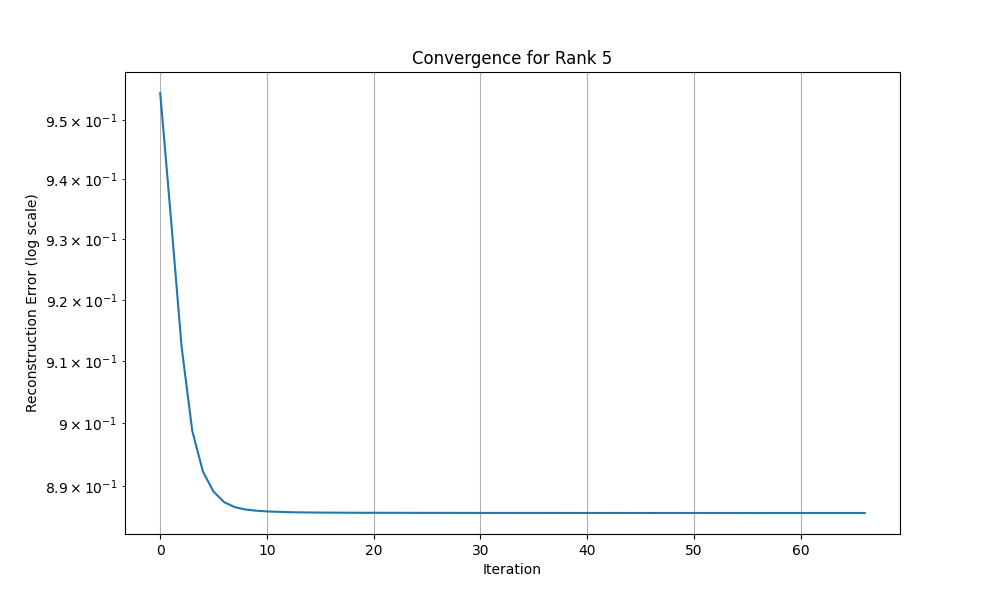 Convergence for Rank 5
Reconstruction Error (log scale)
9.5 × 10⁻¹
9.4 × 10⁻¹
9.3 × 10⁻¹
9.2 × 10⁻¹
9.1 × 10⁻¹
9 × 10⁻¹
8.9 × 10⁻¹
0 10 20 30 40 50 60
Iteration